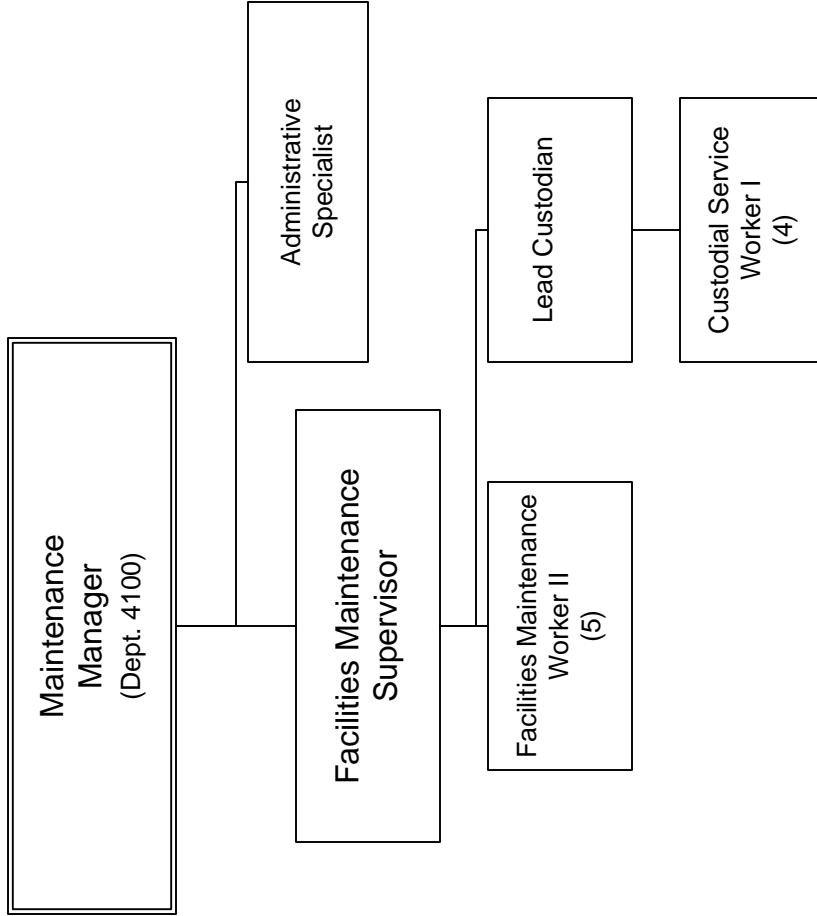 Maintenance
Manager
(Dept. 4100)
Administrative
Specialist
Facilities Maintenance
Supervisor
Facilities Maintenance
Worker II
(5)
Lead Custodian
Custodial Service
Worker I
(4)